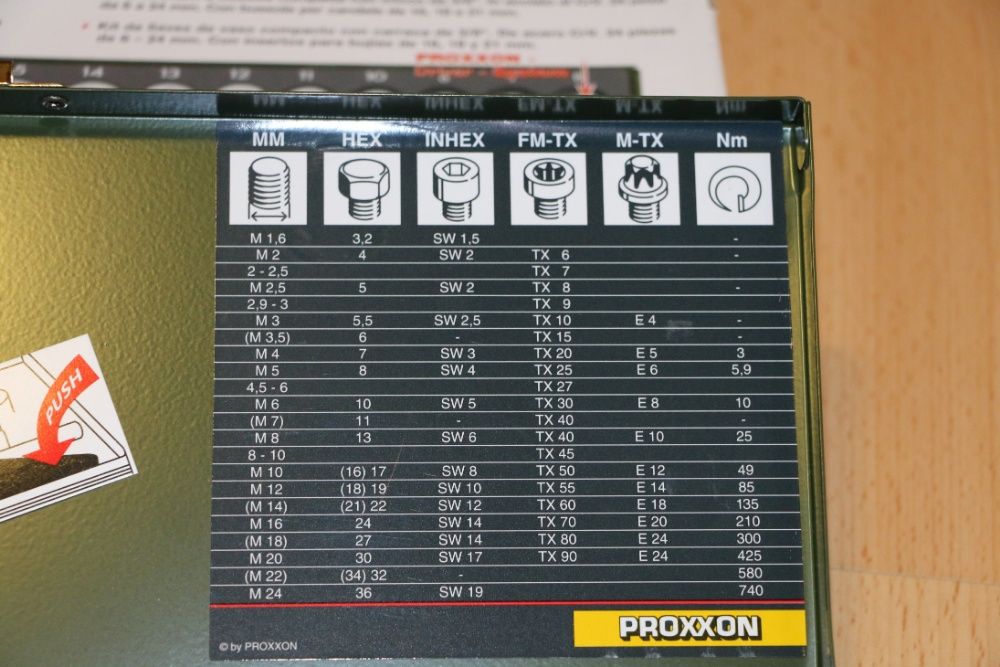 PROXXON -
14 13 12 11 10
MM HEX INHEX FM-TX M-TX Nm
M 1,6 3,2 SW 1,5 -
M 2 4 SW 2 TX 6 -
2 - 2,5 TX 7
M 2,5 5 SW 2 TX 8 -
2,9 - 3 TX 9
M 3 5,5 SW 2,5 TX 10 E 4 -
(M 3,5) 6 - TX 15 -
M 4 7 SW 3 TX 20 E 5 3
M 5 8 SW 4 TX 25 E 6 5,9
4,5 - 6 TX 27
M 6 10 SW 5 TX 30 E 8 10
(M 7) 11 - TX 40 -
M 8 13 SW 6 TX 40 E 10 25
8 - 10 TX 45
M 10 (16) 17 SW 8 TX 50 E 12 49
M 12 (18) 19 SW 10 TX 55 E 14 85
(M 14) (21) 22 SW 12 TX 60 E 18 135
M 16 24 SW 14 TX 70 E 20 210
(M 18) 27 SW 14 TX 80 E 24 300
M 20 30 SW 17 TX 90 E 24 425
(M 22) (34) 32 - 580
M 24 36 SW 19 740
PUSH
© by PROXXON
PROXXON